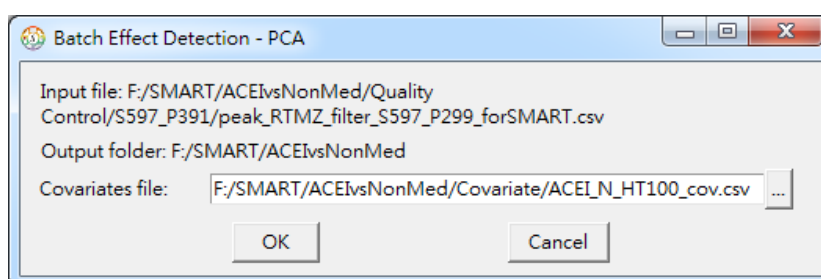 Batch Effect Detection - PCA
Input file: F:/SMART/ACEIvsNonMed/Quality
Control/S597_P391/peak_RTMZ_filter_S597_P299_forSMART.csv
Output folder: F:/SMART/ACEIvsNonMed
Covariates file: F:/SMART/ACEIvsNonMed/Covariate/ACEI_N_HT100_cov.csv ...
OK Cancel